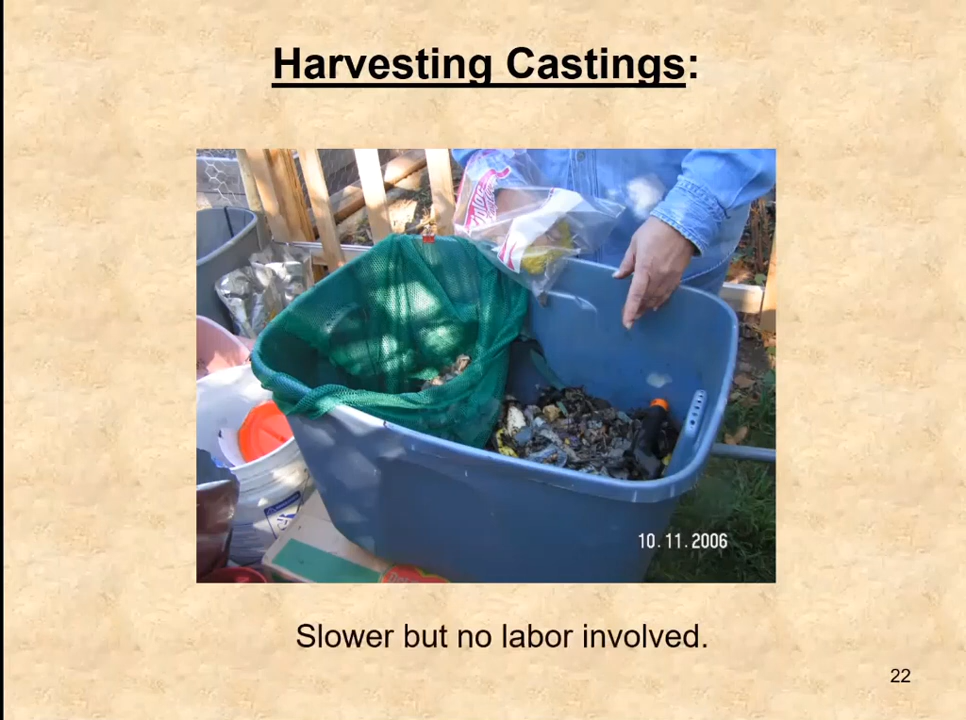 Harvesting Castings:
10.11.2006
Slower but no labor involved.
22